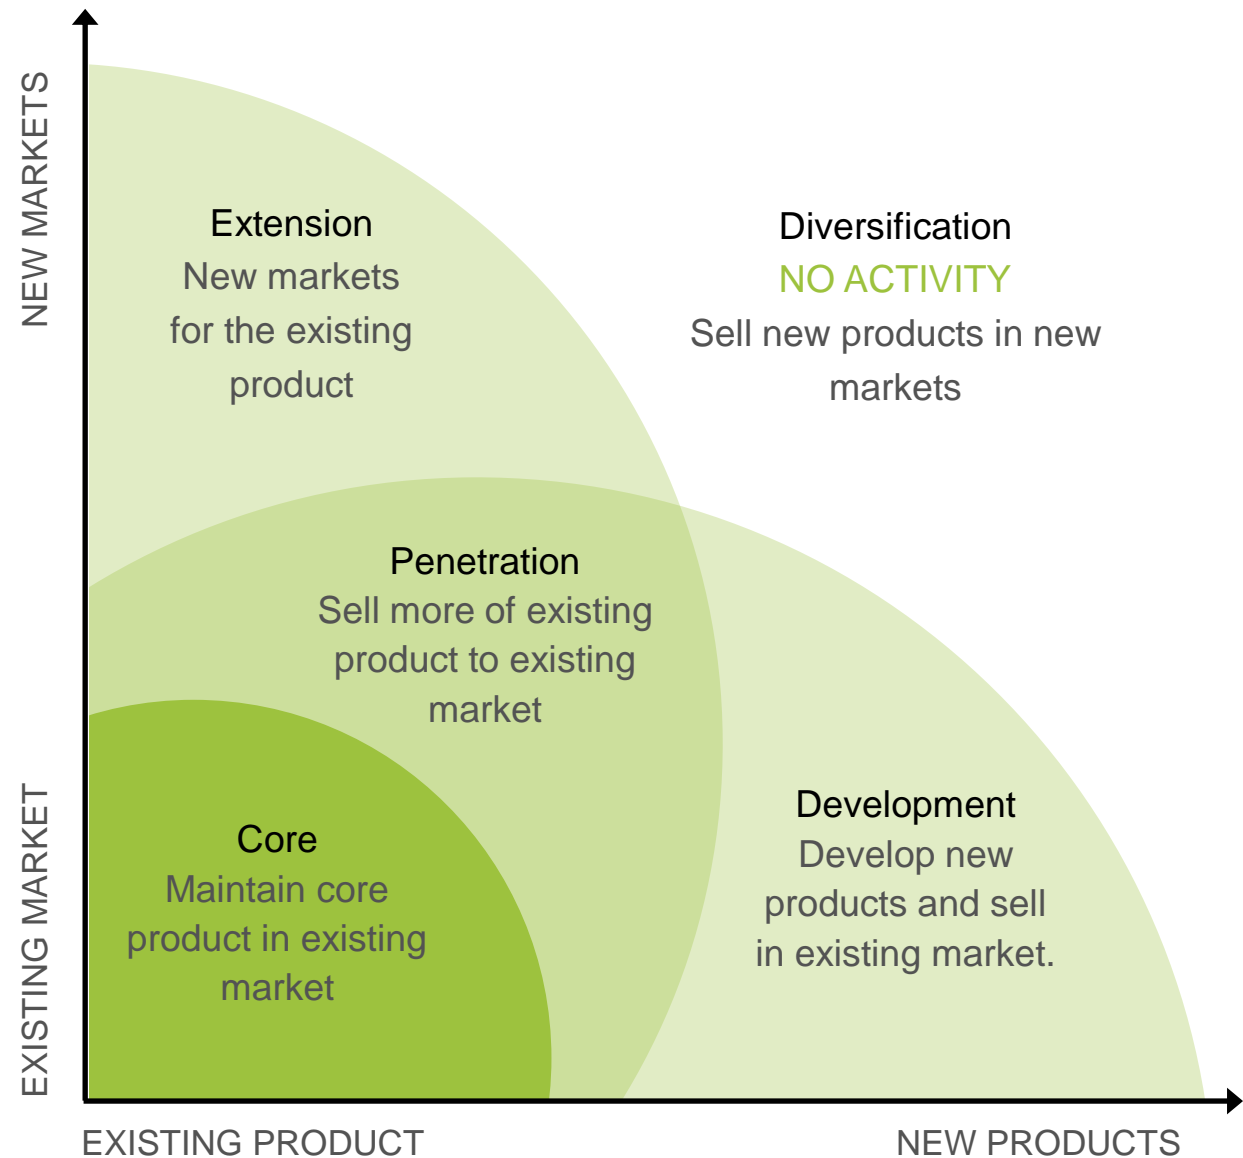 NEW MARKETS
Extension
New markets
for the existing
product
Diversification
NO ACTIVITY
Sell new products in new
markets
Penetration
Sell more of existing
product to existing
market
EXISTING MARKET
Core
Maintain core
product in existing
market
Development
Develop new
products and sell
in existing market.
EXISTING PRODUCT
NEW PRODUCTS